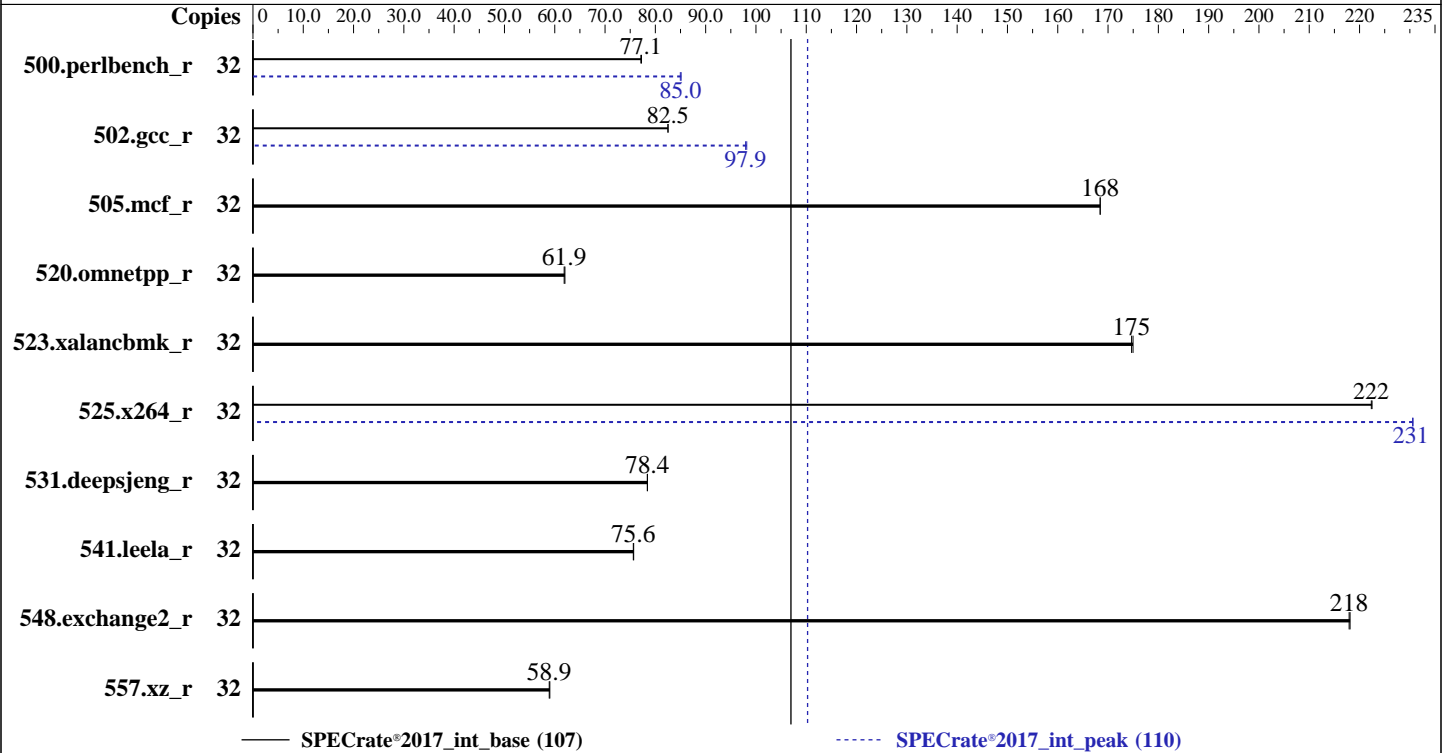 Copies 0 10.0 20.0 30.0 40.0 50.0 60.0 70.0 80.0 90.0 100 110 120 130 140 150 160 170 180 190 200 210 220 235
77.1
500.perlbench_r 32
85.0
82.5
502.gcc_r 32
97.9
168
505.mcf_r 32
61.9
520.omnetpp_r 32
175
523.xalancbmk_r 32
222
525.x264_r 32
231
78.4
531.deepsjeng_r 32
75.6
541.leela_r 32
218
548.exchange2_r 32
58.9
557.xz_r 32
SPECrate®2017_int_base (107) SPECrate®2017_int_peak (110)